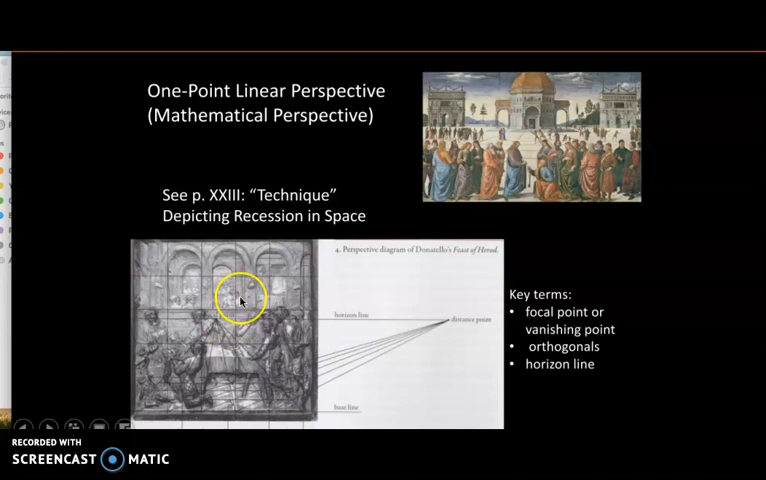 One-Point Linear Perspective
(Mathematical Perspective)
See p. XXIII: “Technique”
Depicting Recession in Space
4. Perspective diagram of Donatello's Feast of Herod.
horizon line
distance point
base line
Key terms:
• focal point or
vanishing point
• orthogonals
• horizon line
RECORDED WITH
SCREENCAST MATIC